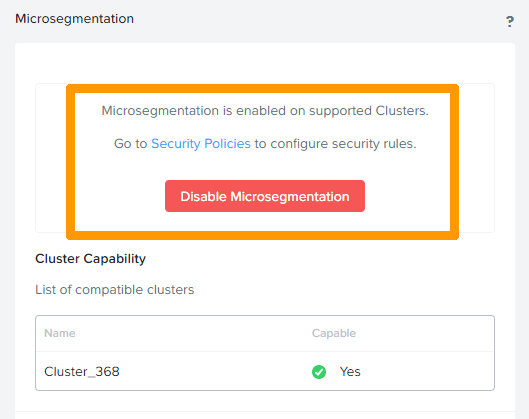 Microsegmentation
?
Microsegmentation is enabled on supported Clusters.
Go to Security Policies to configure security rules.
Disable Microsegmentation
Cluster Capability
List of compatible clusters
Name Capable
Cluster_368 Yes